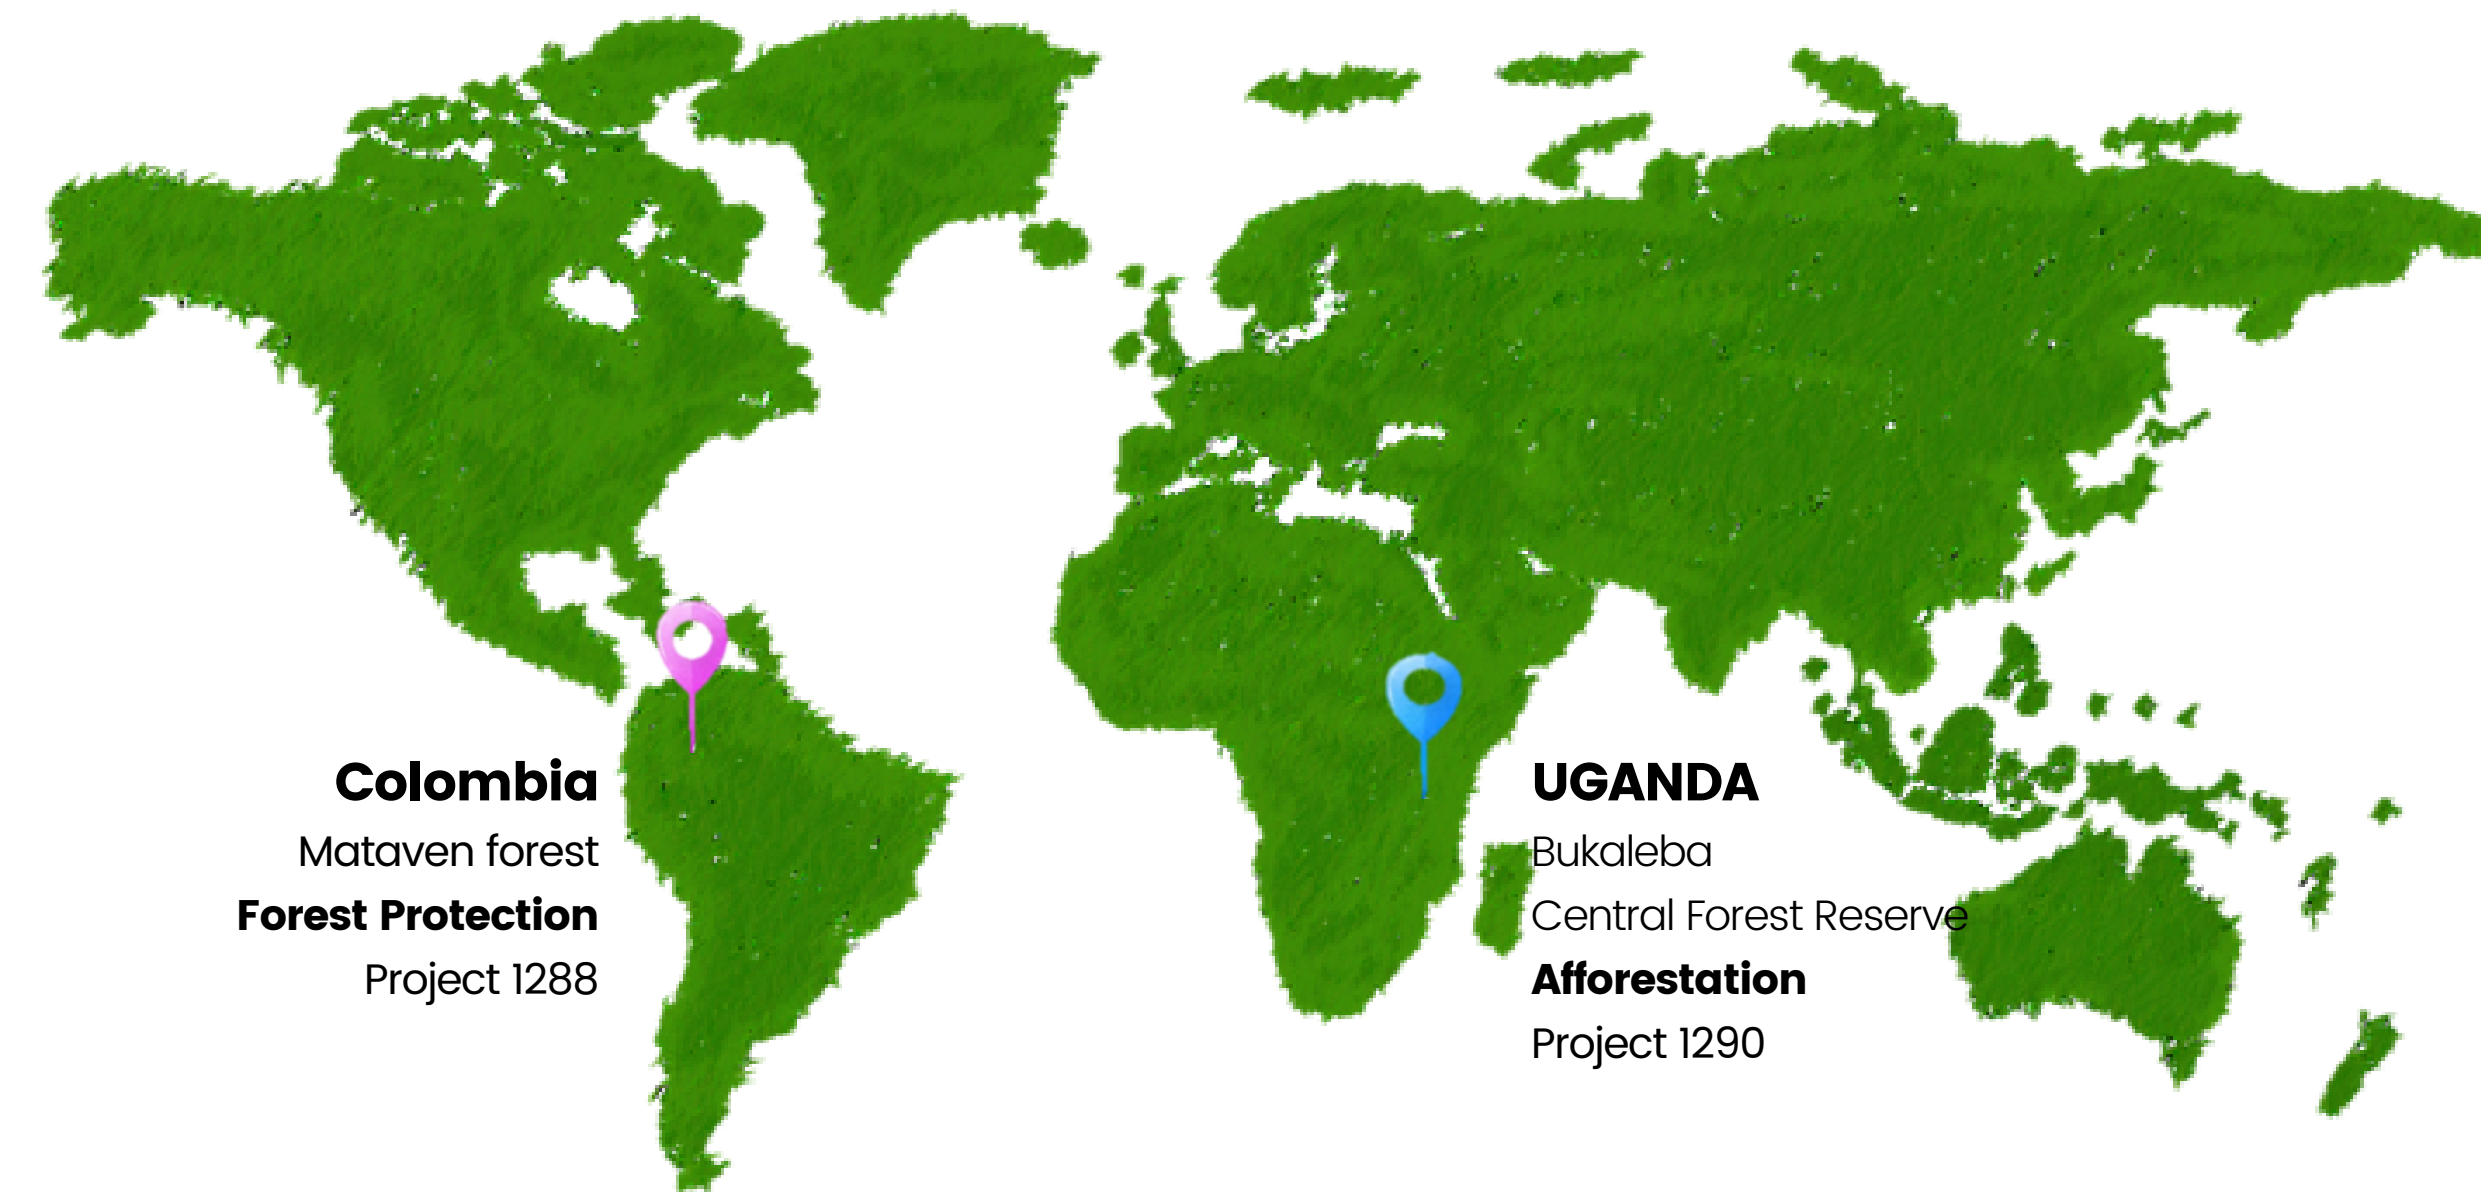 Colombia
Mataven forest
Forest Protection
Project 1288
UGANDA
Bukaleba
Central Forest Reserve
Afforestation
Project 1290